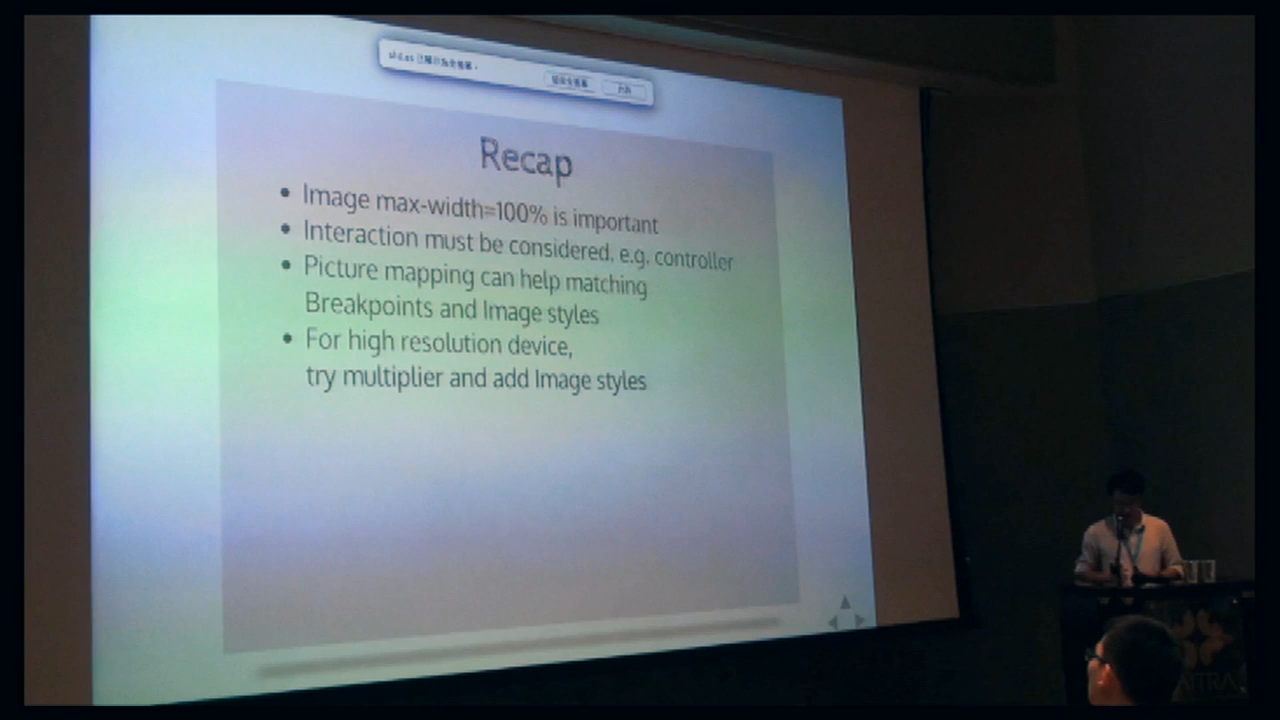 Recap
• Image max-width=100% is important
• Interaction must be considered, e.g. controller
• Picture mapping can help matching
Breakpoints and Image styles
• For high resolution device,
try multiplier and add Image styles